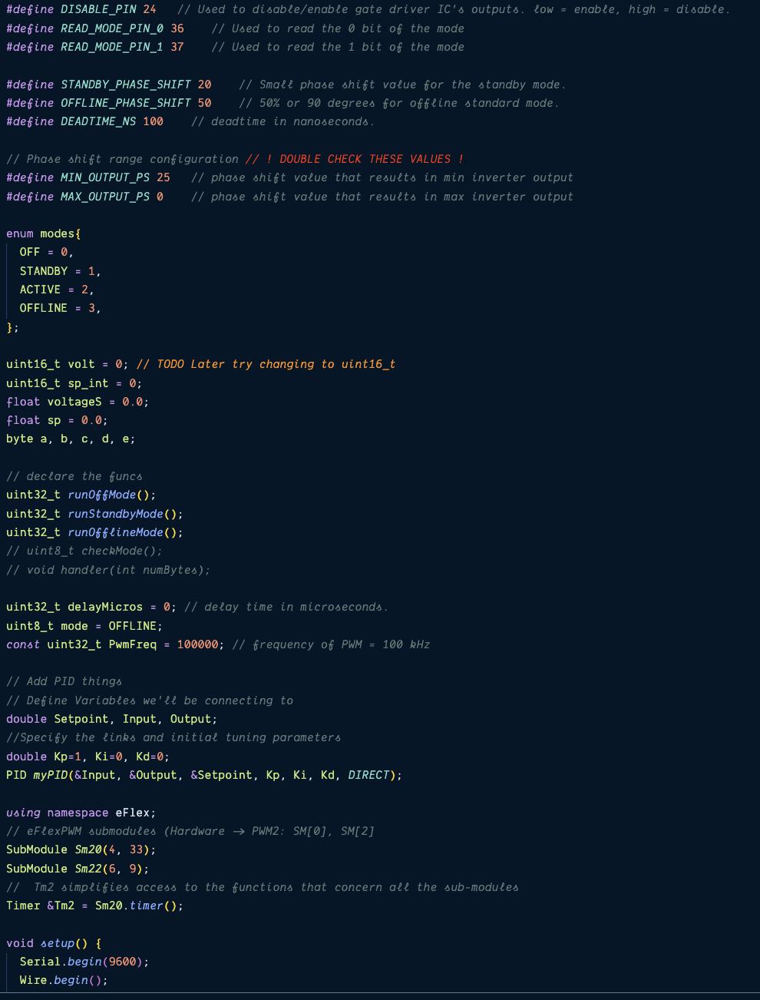 #define DISABLE_PIN 24   // Used to disable/enable gate driver IC's outputs. low = enable, high = disable.
#define READ_MODE_PIN_0 36    // Used to read the 0 bit of the mode
#define READ_MODE_PIN_1 37    // Used to read the 1 bit of the mode

#define STANDBY_PHASE_SHIFT 20    // Small phase shift value for the standby mode.
#define OFFLINE_PHASE_SHIFT 50    // 50% or 90 degrees for offline standard mode.
#define DEADTIME_NS 100    // deadtime in nanoseconds.

// Phase shift range configuration // ! DOUBLE CHECK THESE VALUES !
#define MIN_OUTPUT_PS 25   // phase shift value that results in min inverter output
#define MAX_OUTPUT_PS 0    // phase shift value that results in max inverter output

enum modes{
  OFF = 0,
  STANDBY = 1,
  ACTIVE = 2,
  OFFLINE = 3,
};

uint16_t volt = 0; // TODO Later try changing to uint16_t
uint16_t sp_int = 0;
float voltageS = 0.0;
float sp = 0.0;
byte a, b, c, d, e;

// declare the funcs
uint32_t runOffMode();
uint32_t runStandbyMode();
uint32_t runOfflineMode();
// uint8_t checkMode();
// void handler(int numBytes);

uint32_t delayMicros = 0; // delay time in microseconds.
uint8_t mode = OFFLINE;
const uint32_t PwmFreq = 100000; // frequency of PWM = 100 kHz

// Add PID things
// Define Variables we'll be connecting to
double Setpoint, Input, Output;
//Specify the links and initial tuning parameters
double Kp=1, Ki=0, Kd=0;
PID myPID(&Input, &Output, &Setpoint, Kp, Ki, Kd, DIRECT);

using namespace eFlex;
// eFlexPWM submodules (Hardware -> PWM2: SM[0], SM[2]
SubModule Sm20(4, 33);
SubModule Sm22(6, 9);
//  Tm2 simplifies access to the functions that concern all the sub-modules
Timer &Tm2 = Sm20.timer();

void setup() {
  Serial.begin(9600);
  Wire.begin();